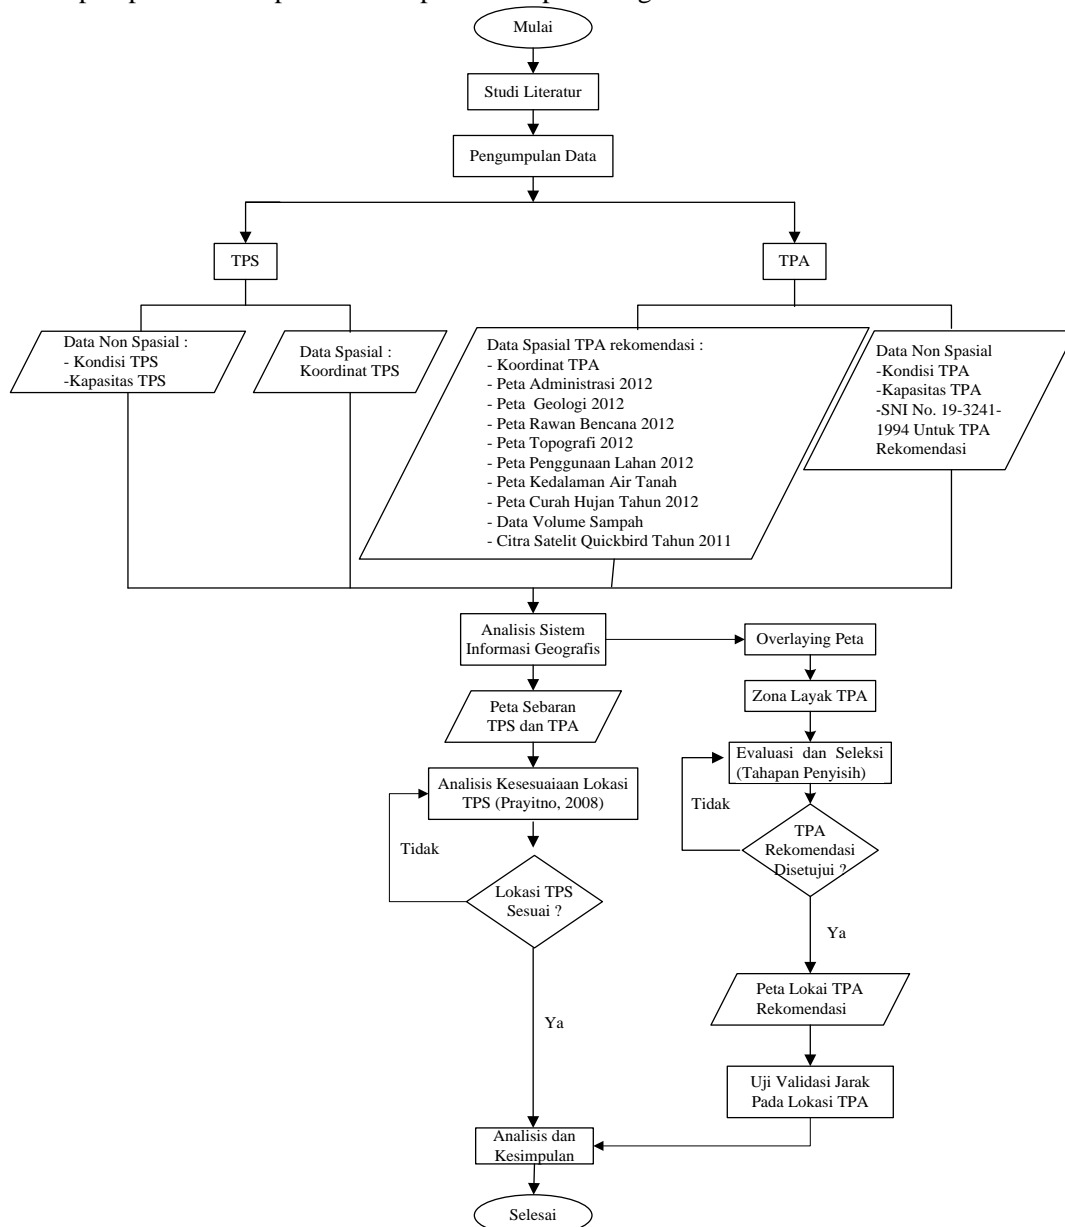 Mulai
Studi Literatur
Pengumpulan Data
TPS
TPA
Data Non Spasial :
- Kondisi TPS
-Kapasitas TPS
Data Spasial :
Koordinat TPS
Data Spasial TPA rekomendasi :
- Koordinat TPA
- Peta Administrasi 2012
- Peta Geologi 2012
- Peta Rawan Bencana 2012
- Peta Topografi 2012
- Peta Penggunaan Lahan 2012
- Peta Kedalaman Air Tanah
- Peta Curah Hujan Tahun 2012
- Data Volume Sampah
- Citra Satelit Quickbird Tahun 2011
Data Non Spasial
-Kondisi TPA
-Kapasitas TPA
-SNI No. 19-3241-
1994 Untuk TPA
Rekomendasi
Analisis Sistem
Informasi Geografis
Overlaying Peta
Zona Layak TPA
Peta Sebaran
TPS dan TPA
Evaluasi dan Seleksi
(Tahapan Penyisih)
Analisis Kesesuaiaan Lokasi
TPS (Prayitno, 2008)
Tidak
TPA
Rekomendasi
Disetujui ?
Tidak
Lokasi TPS
Sesuai ?
Ya
Peta Lokai TPA
Rekomendasi
Ya
Uji Validasi Jarak
Pada Lokasi TPA
Analisis dan
Kesimpulan
Selesai